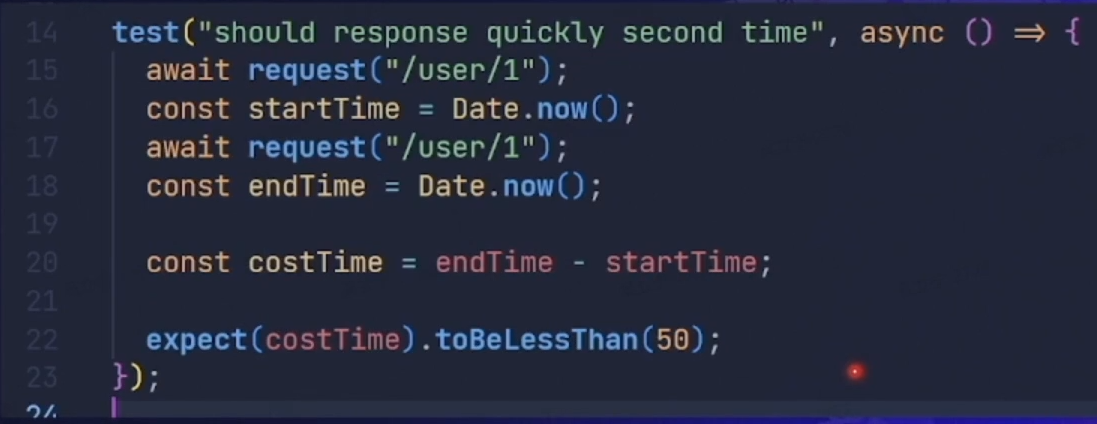 14 test("should response quickly second time", async () => {
15 await request("/user/1");
16 const startTime = Date.now();
17 await request("/user/1");
18 const endTime = Date.now();
19
20 const costTime = endTime - startTime;
21
22 expect(costTime).toBeLessThan(50);
23 });
24